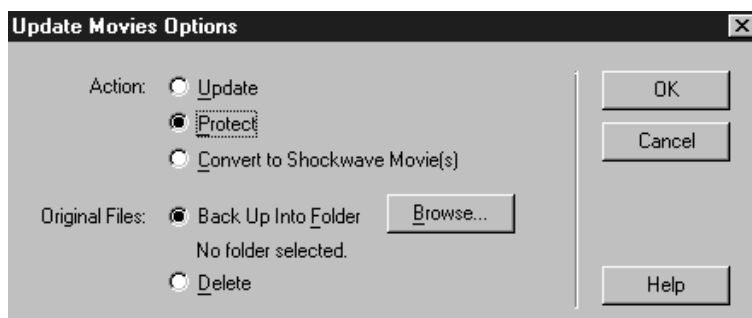 Update Movies Options
Action:
Update
Protect
Convert to Shockwave Movie(s)
Original Files:
Back Up Into Folder
Browse...
No folder selected.
Delete
OK
Cancel
Help